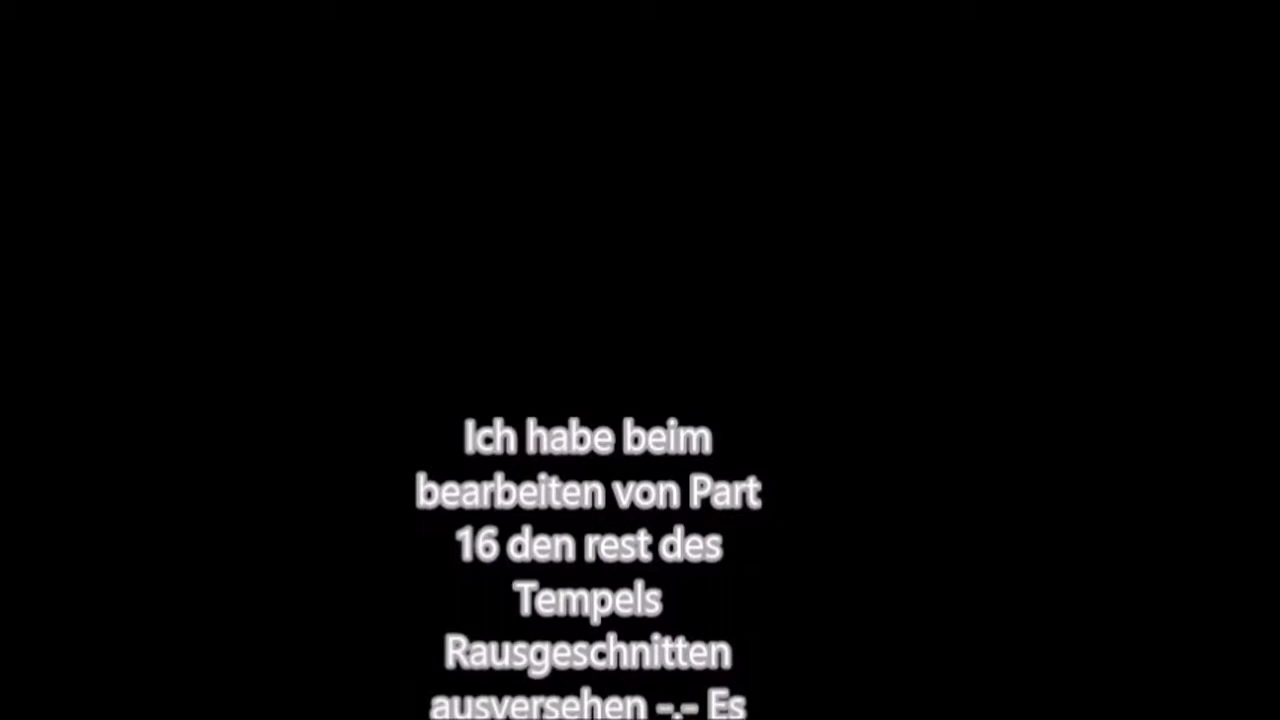 Ich habe beim
bearbeiten von Part
16 den rest des
Tempels
Rausgeschnitten
ausversehen -.- Es